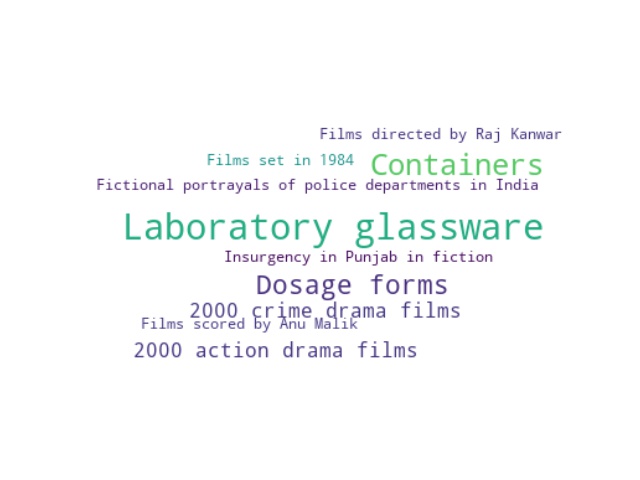 Films directed by Raj Kanwar
Films set in 1984
Containers
Fictional portrayals of police departments in India
Laboratory glassware
Insurgency in Punjab in fiction
Dosage forms
2000 crime drama films
Films scored by Anu Malik
2000 action drama films